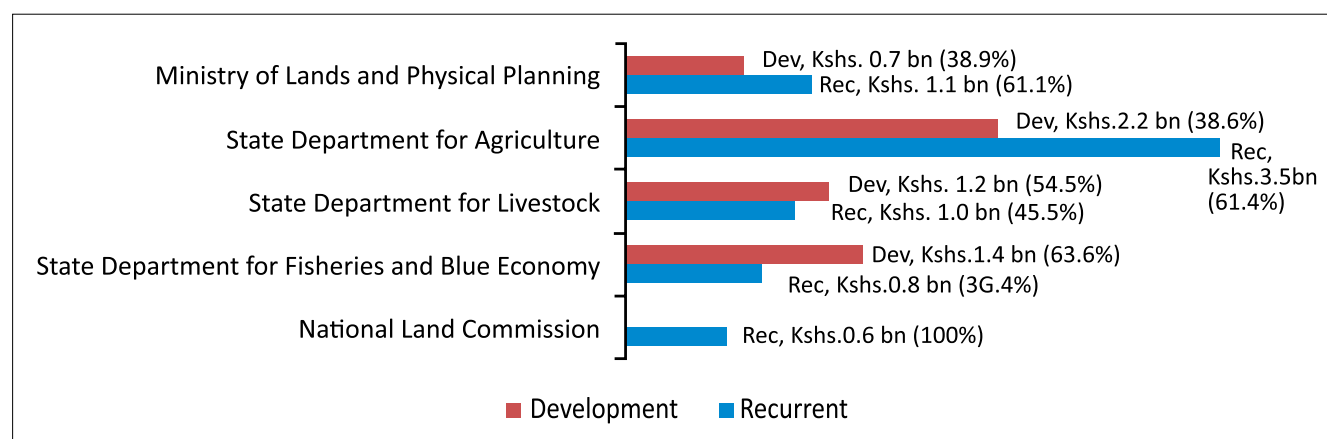 Ministry of Lands and Physical Planning
Dev, Kshs. 0.7 bn (38.9%)
Rec, Kshs. 1.1 bn (61.1%)
State Department for Agriculture
Dev, Kshs.2.2 bn (38.6%)
Rec,
Kshs.3.5bn
(61.4%)
State Department for Livestock
Dev, Kshs. 1.2 bn (54.5%)
Rec, Kshs. 1.0 bn (45.5%)
State Department for Fisheries and Blue Economy
Dev, Kshs.1.4 bn (63.6%)
Rec, Kshs.0.8 bn (3G.4%)
National Land Commission
Rec, Kshs.0.6 bn (100%)
Development
Recurrent